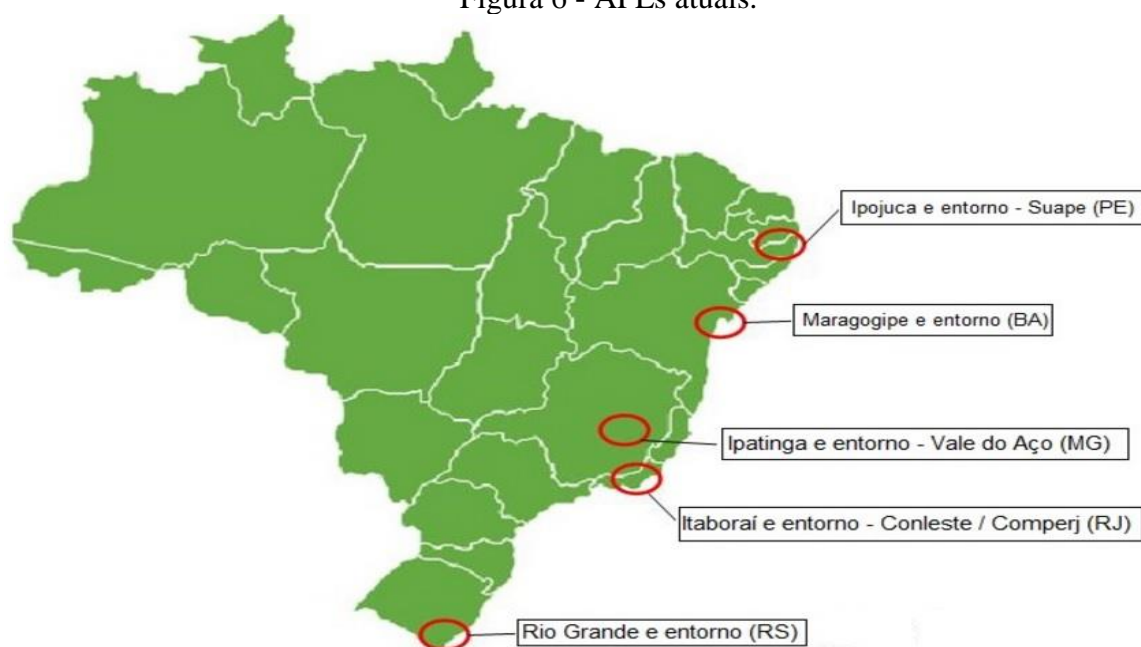 Figura 6 - APLs atuais.
Ipojuca e entorno - Suape (PE)
Maragogipe e entorno (BA)
Ipatinga e entorno - Vale do Aço (MG)
Itaboraí e entorno - Conleste / Comperj (RJ)
Rio Grande e entorno (RS)